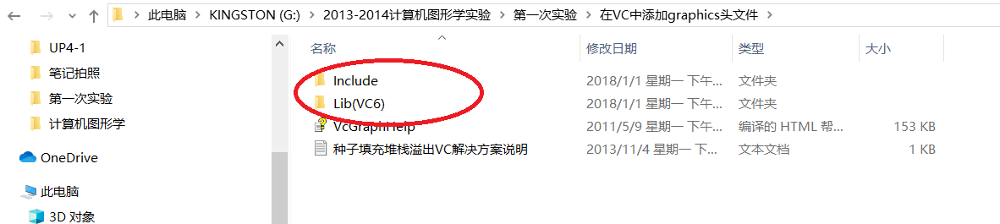 此电脑 > KINGSTON (G:) > 2013-2014计算机图形学实验 > 第一次实验 > 在VC中添加graphics头文件 >
名称 修改日期 类型 大小
UP4-1
笔记拍照
第一次实验
计算机图形学
OneDrive
此电脑
3D 对象
Include 2018/1/1 星期一 下午... 文件夹
Lib(VC6) 2018/1/1 星期一 下午... 文件夹
VcGraphHelp 2011/5/9 星期一 下午... 编译的 HTML 帮... 153 KB
种子填充堆栈溢出VC解决方案说明 2013/11/4 星期一 下午... 文本文档 1 KB